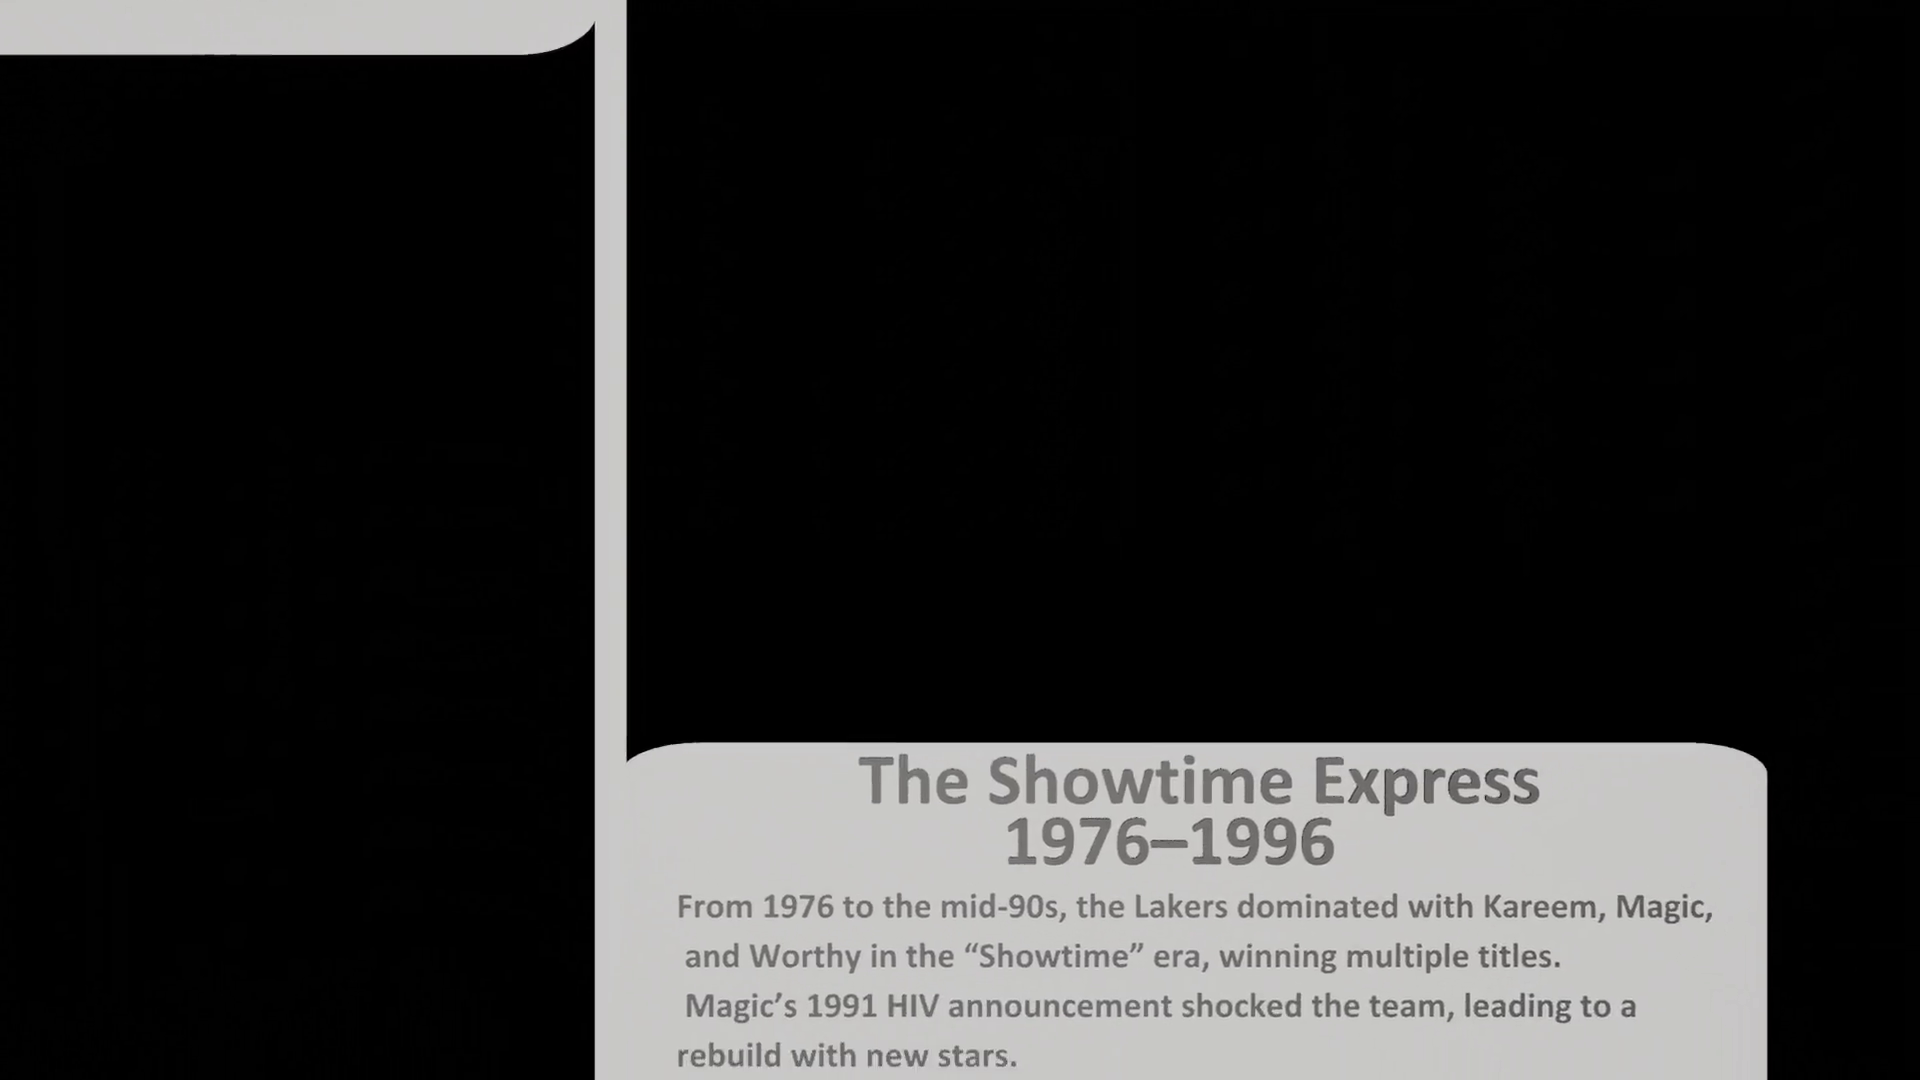 The Showtime Express
1976–1996
From 1976 to the mid-90s, the Lakers dominated with Kareem, Magic,
and Worthy in the “Showtime” era, winning multiple titles.
Magic’s 1991 HIV announcement shocked the team, leading to a
rebuild with new stars.